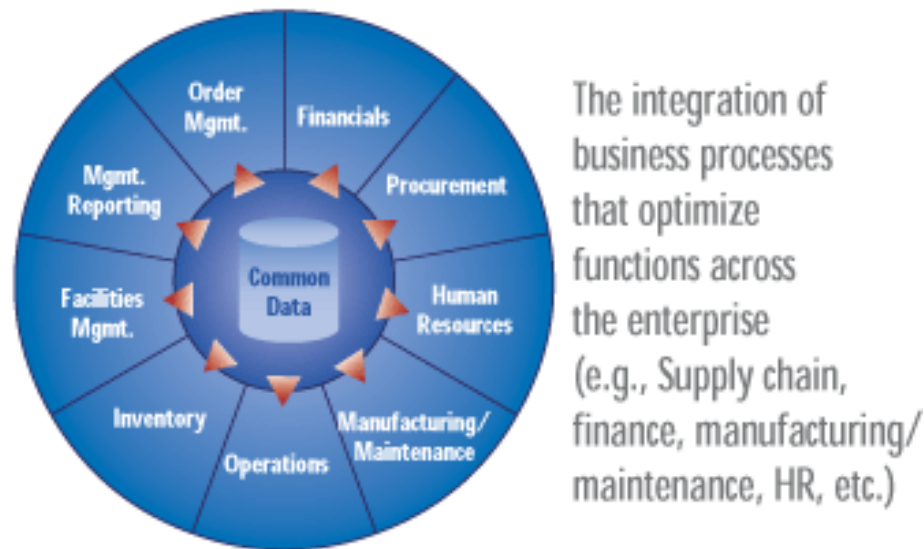 Order
Mgmt.
Financials
Mgmt.
Reporting
Procurement
Common
Data
Facilities
Mgmt.
Human
Resources
Inventory
Manufacturing/
Maintenance
Operations
The integration of
business processes
that optimize
functions across
the enterprise
(e.g., Supply chain,
finance, manufacturing/
maintenance, HR, etc.)